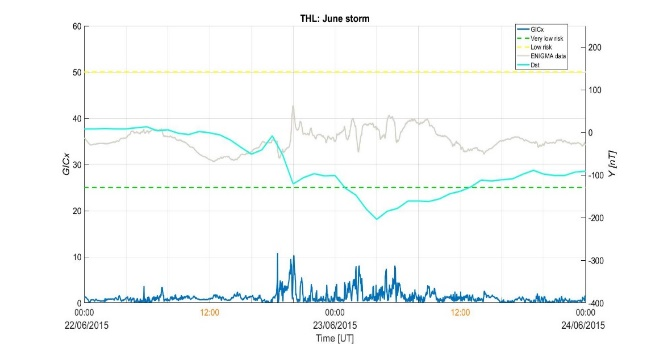 THL: June storm
GICx
Very low risk
Low risk
ENIGMA data
Dst
60
50
40
30
20
10
0
GICx
200
100
0
-100
-200
-300
-400
Y [nT]
00:00 12:00 00:00 12:00 00:00
22/06/2015 23/06/2015 24/06/2015
Time [UT]